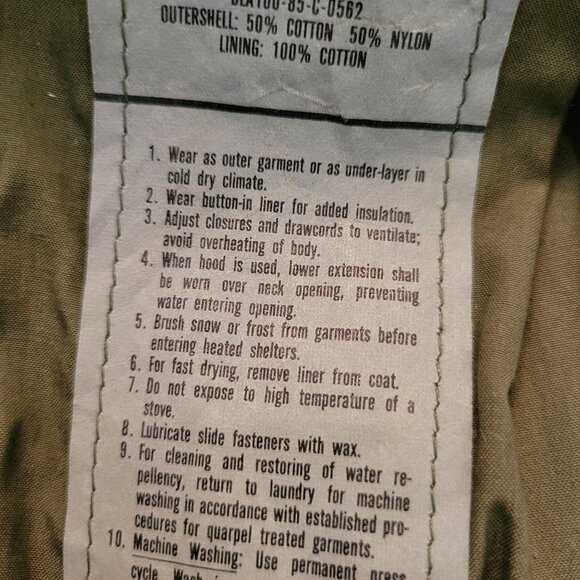 DLA100-85-C-0562
OUTERSHELL: 50% COTTON 50% NYLON
LINING: 100% COTTON
1. Wear as outer garment or as under-layer in
cold dry climate.
2. Wear button-in liner for added insulation.
3. Adjust closures and drawcords to ventilate;
avoid overheating of body.
4. When hood is used, lower extension shall
be worn over neck opening, preventing
water entering opening.
5. Brush snow or frost from garments before
entering heated shelters.
6. For fast drying, remove liner from coat.
7. Do not expose to high temperature of a
stove.
8. Lubricate slide fasteners with wax.
9. For cleaning and restoring of water re-
pellency, return to laundry for machine
washing in accordance with established pro-
cedures for quarpel treated garments.
10. Machine Washing: Use permanent press
cycle. Wash